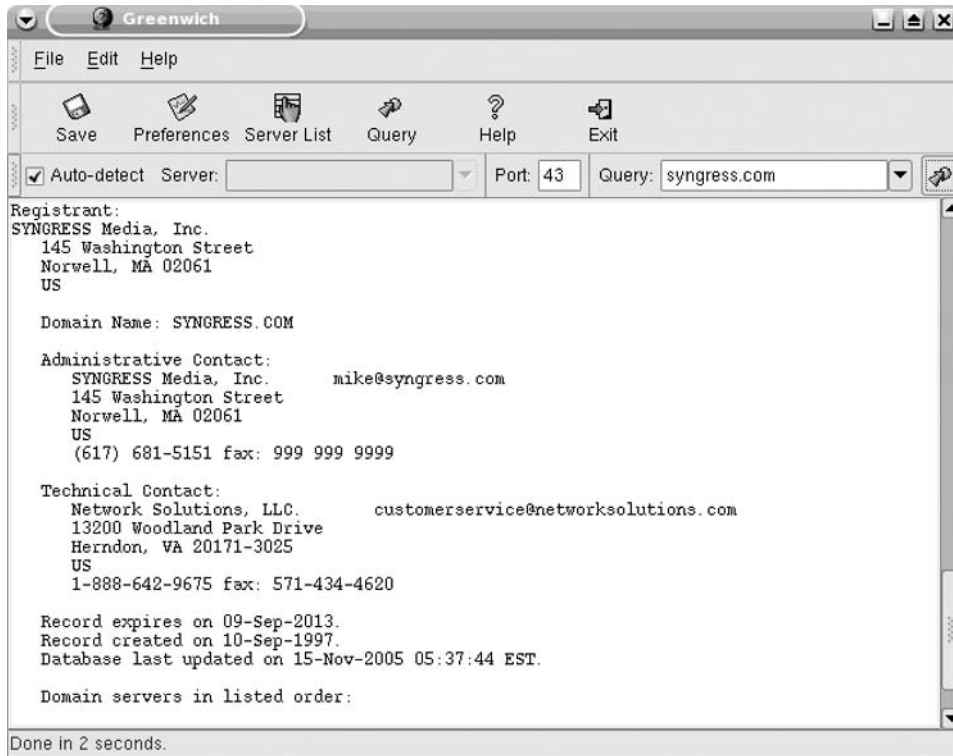 Greenwich
File Edit Help
Save Preferences Server List Query Help Exit
Auto-detect Server: Port: 43 Query: syngress.com
Registrant:
SYNGRESS Media, Inc.
145 Washington Street
Norwell, MA 02061
US
Domain Name: SYNGRESS.COM
Administrative Contact:
SYNGRESS Media, Inc. mike@syngress.com
145 Washington Street
Norwell, MA 02061
US
(617) 681-5151 fax: 999 999 9999
Technical Contact:
Network Solutions, LLC. customerservice@networksolutions.com
13200 Woodland Park Drive
Herndon, VA 20171-3025
US
1-888-642-9675 fax: 571-434-4620
Record expires on 09-Sep-2013.
Record created on 10-Sep-1997.
Database last updated on 15-Nov-2005 05:37:44 EST.
Domain servers in listed order:
Done in 2 seconds.